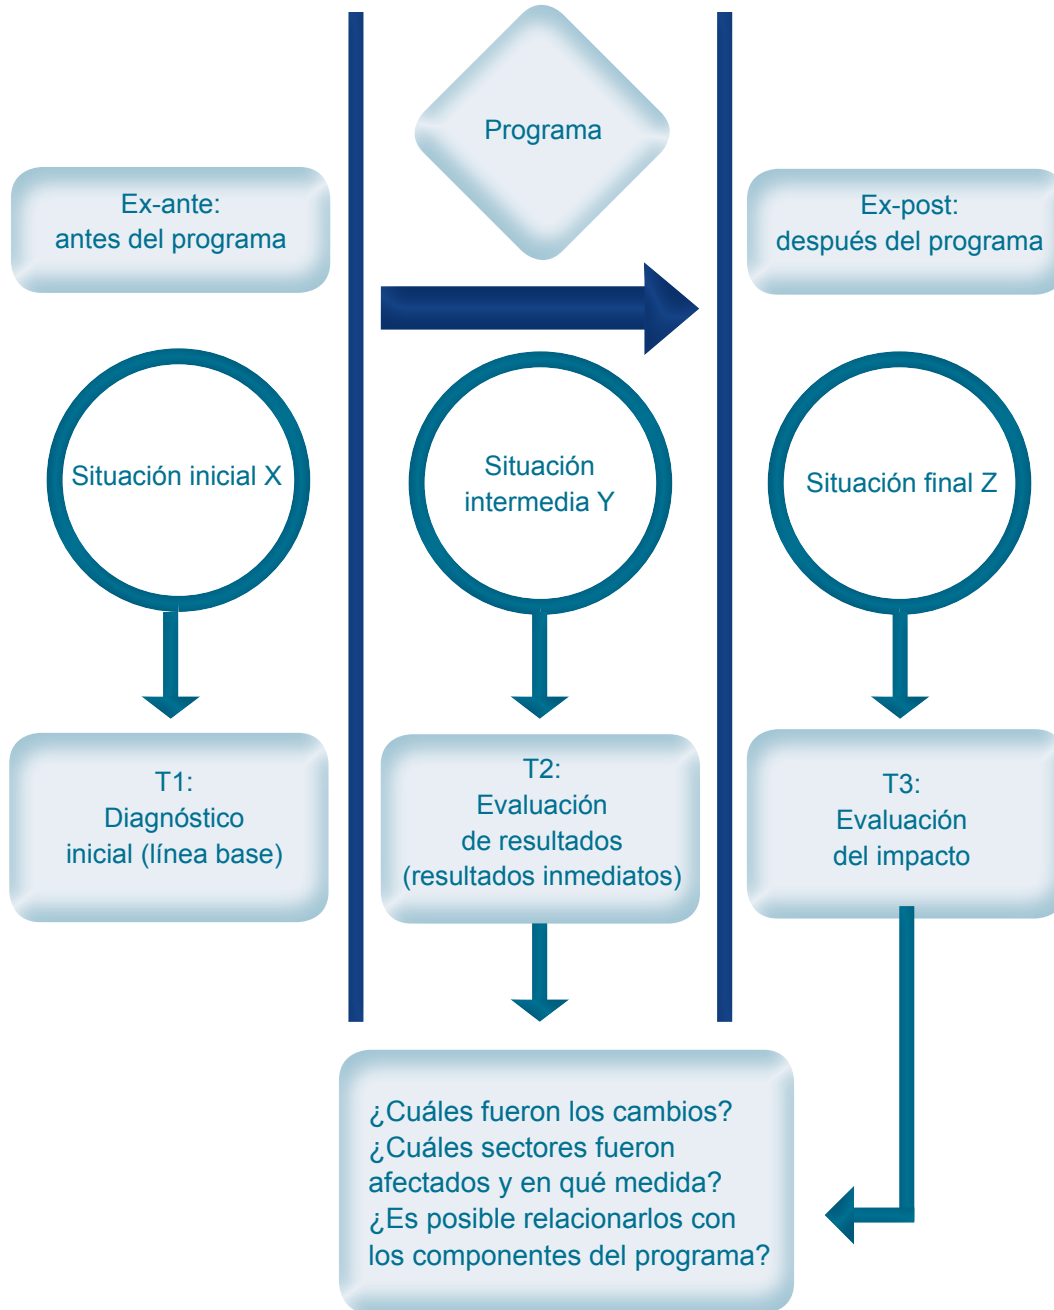 Programa
Ex-ante:
antes del programa
Ex-post:
después del programa
Situación inicial X
Situación
intermedia Y
Situación final Z
T1:
Diagnóstico
inicial (línea base)
T2:
Evaluación
de resultados
(resultados inmediatos)
T3:
Evaluación
del impacto
¿Cuáles fueron los cambios?
¿Cuáles sectores fueron
afectados y en qué medida?
¿Es posible relacionarlos con
los componentes del programa?